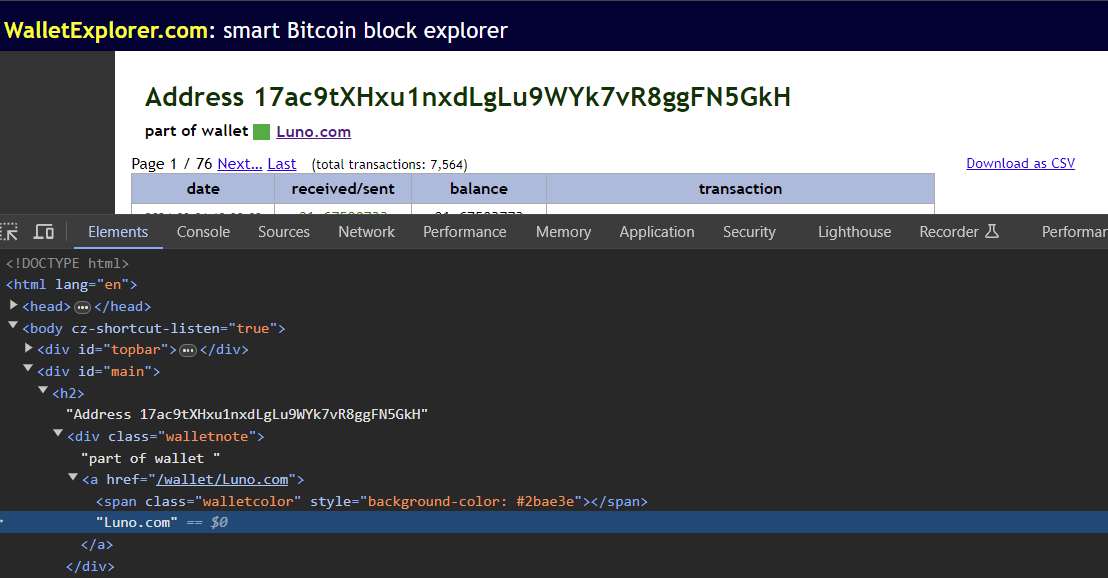 WalletExplorer.com: smart Bitcoin block explorer
Address 17ac9tXHxu1nxdLgLu9WYk7vR8ggFN5GkH
part of wallet Luno.com
Page 1 / 76 Next... Last (total transactions: 7,564) Download as CSV
date received/sent balance transaction
Elements Console Sources Network Performance Memory Application Security Lighthouse Recorder Performar
<!DOCTYPE html>
<html lang="en">
<head> ••• </head>
<body cz-shortcut-listen="true">
<div id="topbar"> ••• </div>
<div id="main">
<h2>
"Address 17ac9tXHxu1nxdLgLu9WYk7vR8ggFN5GkH"
<div class="walletnote">
"part of wallet "
<a href="/wallet/Luno.com">
<span class="walletcolor" style="background-color: #2bae3e"></span>
"Luno.com" == $0
</a>
</div>